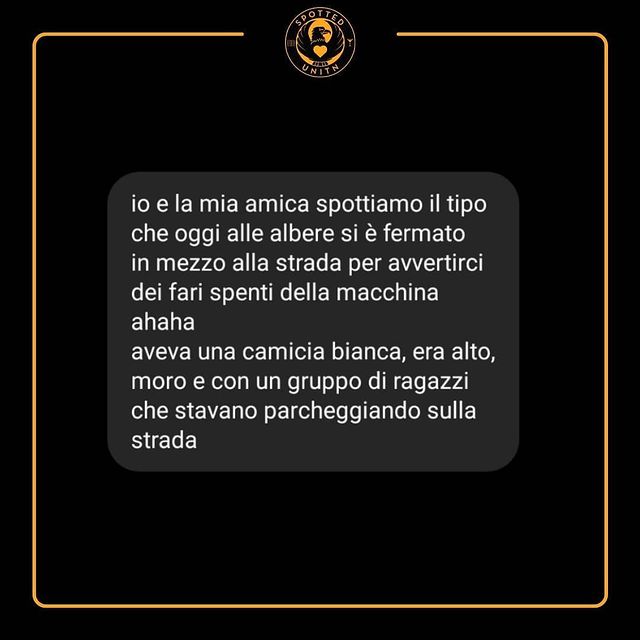 SPOTTED
UNITN
io e la mia amica spottiamo il tipo
che oggi alle albere si è fermato
in mezzo alla strada per avvertirci
dei fari spenti della macchina
ahaha
aveva una camicia bianca, era alto,
moro e con un gruppo di ragazzi
che stavano parcheggiando sulla
strada